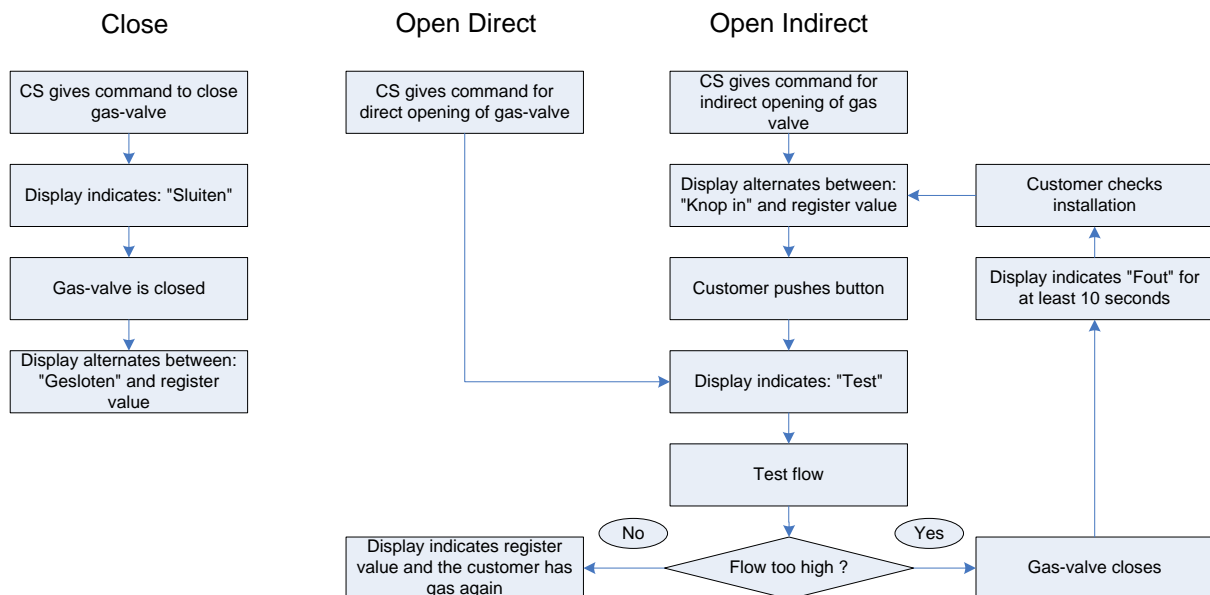 Close
Open Direct
Open Indirect
CS gives command to close
gas-valve
CS gives command for
direct opening of gas-valve
CS gives command for
indirect opening of gas
valve
Display indicates: "Sluiten"
Display alternates between:
"Knop in" and register value
Customer checks
installation
Gas-valve is closed
Customer pushes button
Display indicates "Fout" for
at least 10 seconds
Display alternates between:
"Gesloten" and register
value
Display indicates: "Test"
Test flow
No
Yes
Display indicates register
value and the customer has
gas again
Flow too high ?
Gas-valve closes